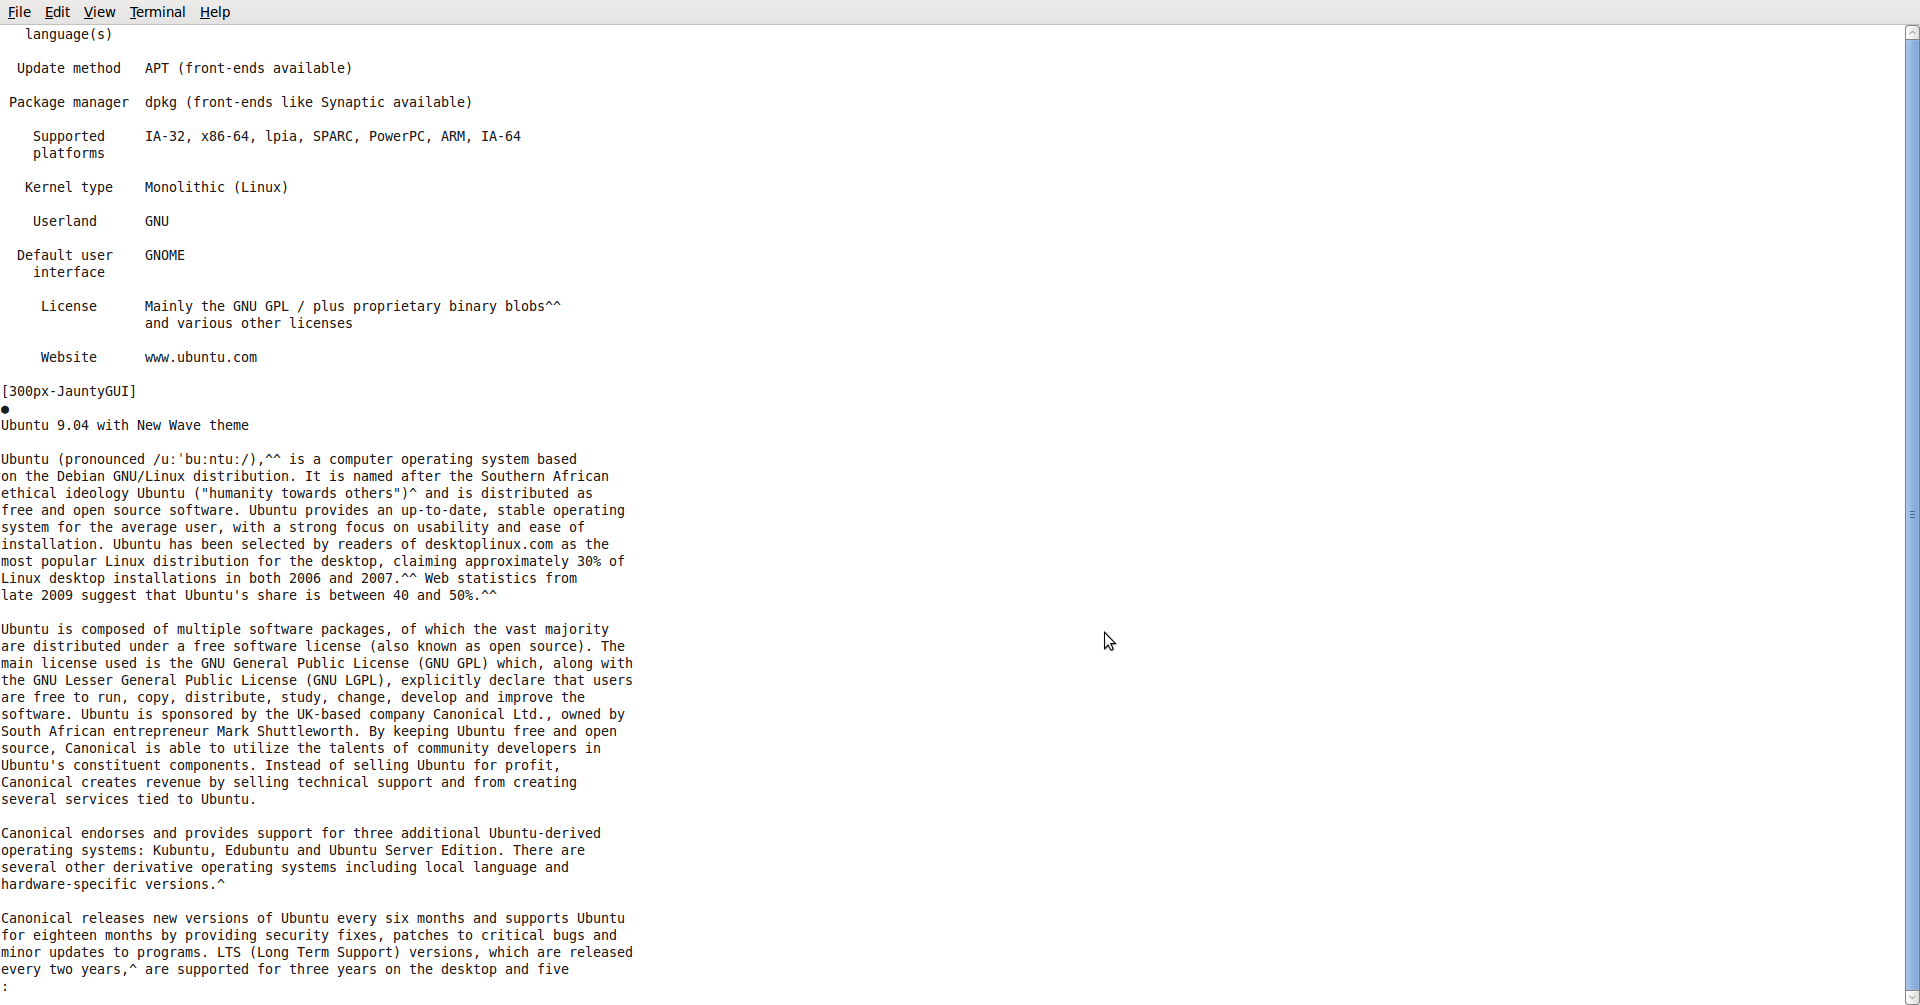 File Edit View Terminal Help
language(s)
Update method APT (front-ends available)
Package manager dpkg (front-ends like Synaptic available)
Supported IA-32, x86-64, lpia, SPARC, PowerPC, ARM, IA-64
platforms
Kernel type Monolithic (Linux)
Userland GNU
Default user GNOME
interface
License Mainly the GNU GPL / plus proprietary binary blobs^^
and various other licenses
Website www.ubuntu.com
[300px-JauntyGUI]
●
Ubuntu 9.04 with New Wave theme
Ubuntu (pronounced /uːˈbuːntuː/),^^ is a computer operating system based
on the Debian GNU/Linux distribution. It is named after the Southern African
ethical ideology Ubuntu ("humanity towards others")^ and is distributed as
free and open source software. Ubuntu provides an up-to-date, stable operating
system for the average user, with a strong focus on usability and ease of
installation. Ubuntu has been selected by readers of desktoplinux.com as the
most popular Linux distribution for the desktop, claiming approximately 30% of
Linux desktop installations in both 2006 and 2007.^^ Web statistics from
late 2009 suggest that Ubuntu's share is between 40 and 50%.^^
Ubuntu is composed of multiple software packages, of which the vast majority
are distributed under a free software license (also known as open source). The
main license used is the GNU General Public License (GNU GPL) which, along with
the GNU Lesser General Public License (GNU LGPL), explicitly declare that users
are free to run, copy, distribute, study, change, develop and improve the
software. Ubuntu is sponsored by the UK-based company Canonical Ltd., owned by
South African entrepreneur Mark Shuttleworth. By keeping Ubuntu free and open
source, Canonical is able to utilize the talents of community developers in
Ubuntu's constituent components. Instead of selling Ubuntu for profit,
Canonical creates revenue by selling technical support and from creating
several services tied to Ubuntu.
Canonical endorses and provides support for three additional Ubuntu-derived
operating systems: Kubuntu, Edubuntu and Ubuntu Server Edition. There are
several other derivative operating systems including local language and
hardware-specific versions.^
Canonical releases new versions of Ubuntu every six months and supports Ubuntu
for eighteen months by providing security fixes, patches to critical bugs and
minor updates to programs. LTS (Long Term Support) versions, which are released
every two years,^ are supported for three years on the desktop and five
: